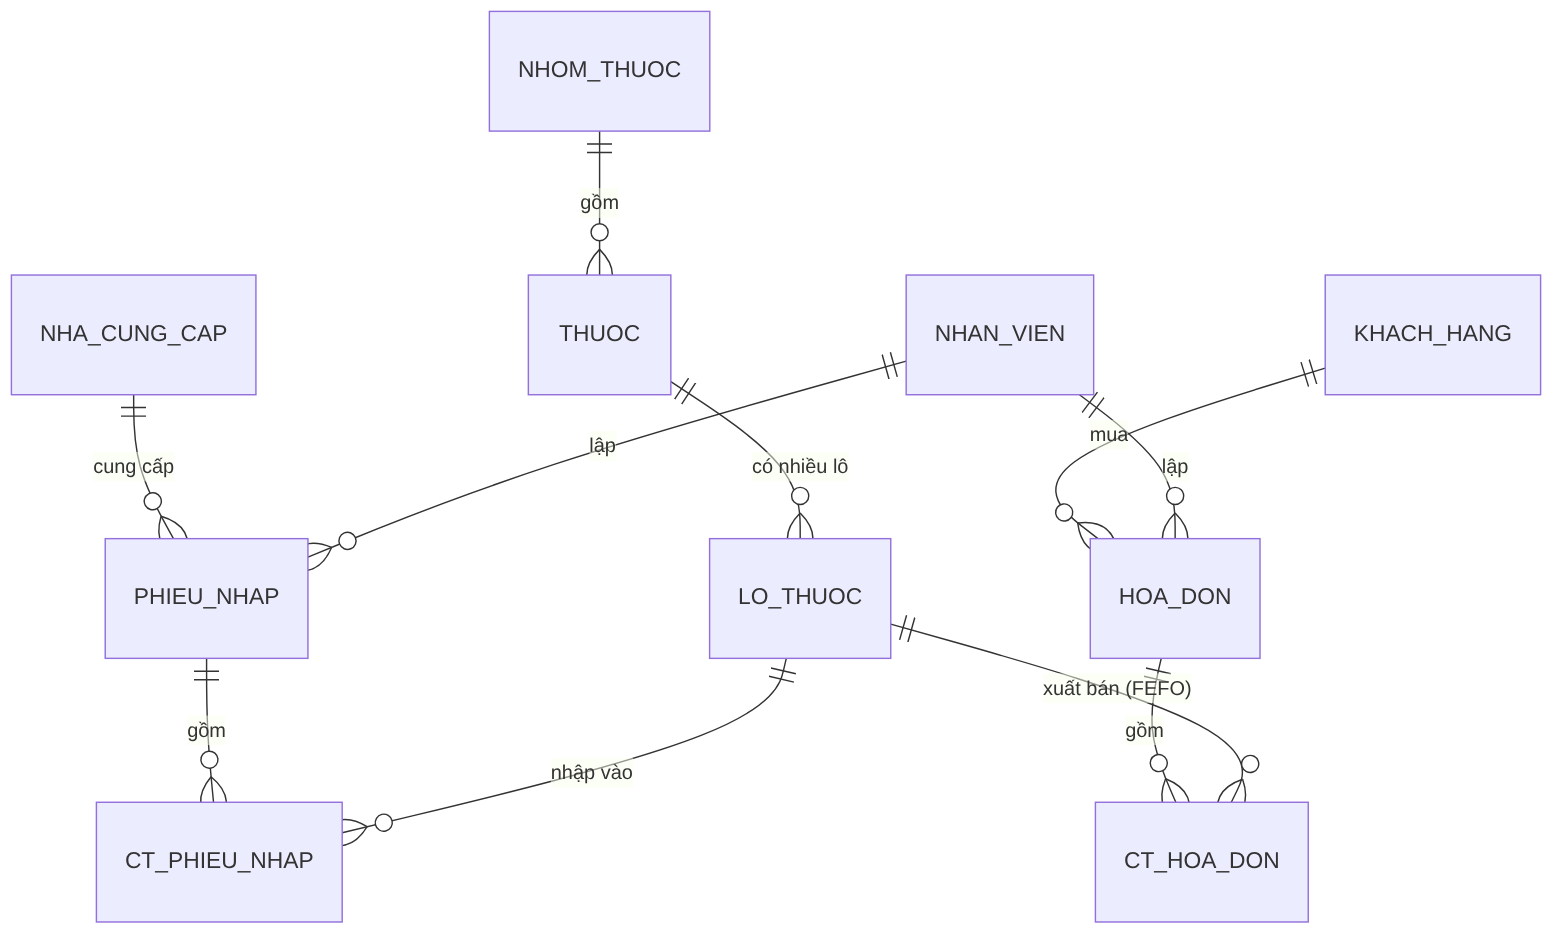 NHOM_THUOC
gồm
NHA_CUNG_CAP
THUOC
NHAN_VIEN
KHACH_HANG
cung cấp
lập
có nhiều lô
mua
lập
PHIEU_NHAP
LO_THUOC
HOA_DON
gồm
nhập vào
xuất bán (FEFO)
gồm
CT_PHIEU_NHAP
CT_HOA_DON